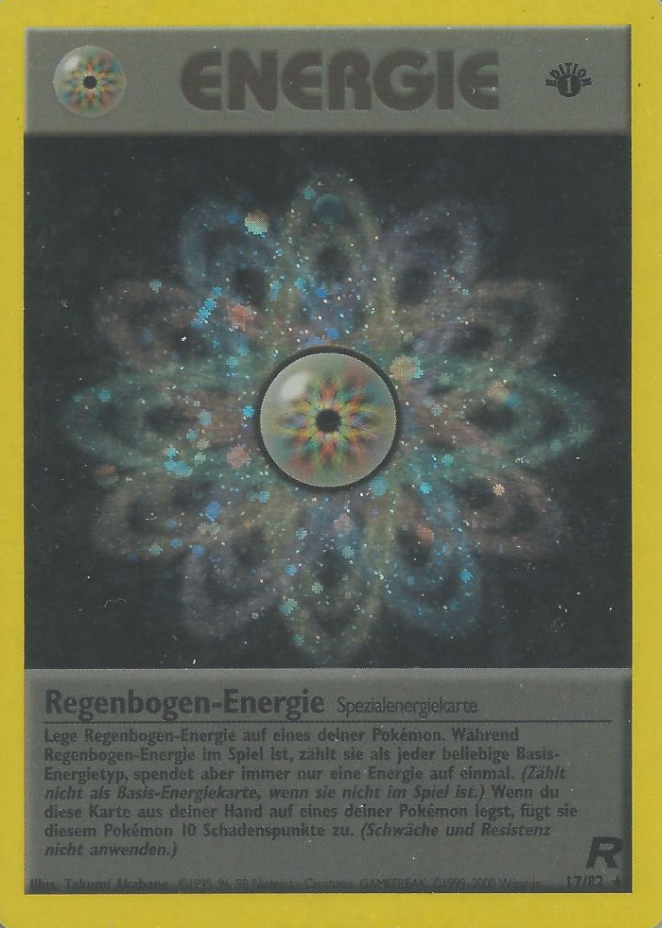 ENERGIE
EDITION
1
Regenbogen-Energie Spezialenergiekarte
Lege Regenbogen-Energie auf eines deiner Pokémon. Während
Regenbogen-Energie im Spiel ist, zählt sie als jeder beliebige Basis-
Energietyp, spendet aber immer nur eine Energie auf einmal. (Zählt
nicht als Basis-Energiekarte, wenn sie nicht im Spiel ist.) Wenn du
diese Karte aus deiner Hand auf eines deiner Pokémon legst, fügt sie
diesem Pokémon 10 Schadenspunkte zu. (Schwäche und Resistenz
nicht anwenden.)
R
Illus. Takumi Akabane ©1995, 96, 98 Nintendo, Creatures, GAMEFREAK. ©1999-2000 Wizards. 17/82 ★